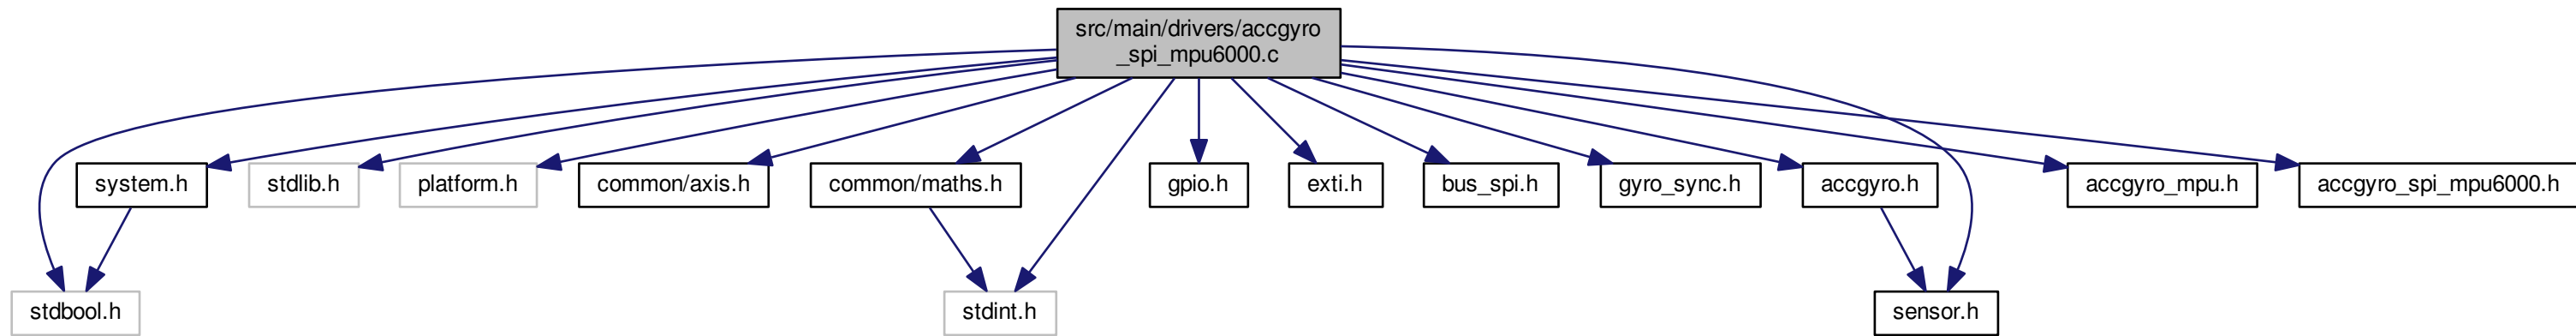 src/main/drivers/accgyro
_spi_mpu6000.c
system.h
stdlib.h
platform.h
common/axis.h
common/maths.h
gpio.h
exti.h
bus_spi.h
gyro_sync.h
accgyro.h
accgyro_mpu.h
accgyro_spi_mpu6000.h
stdbool.h
stdint.h
sensor.h